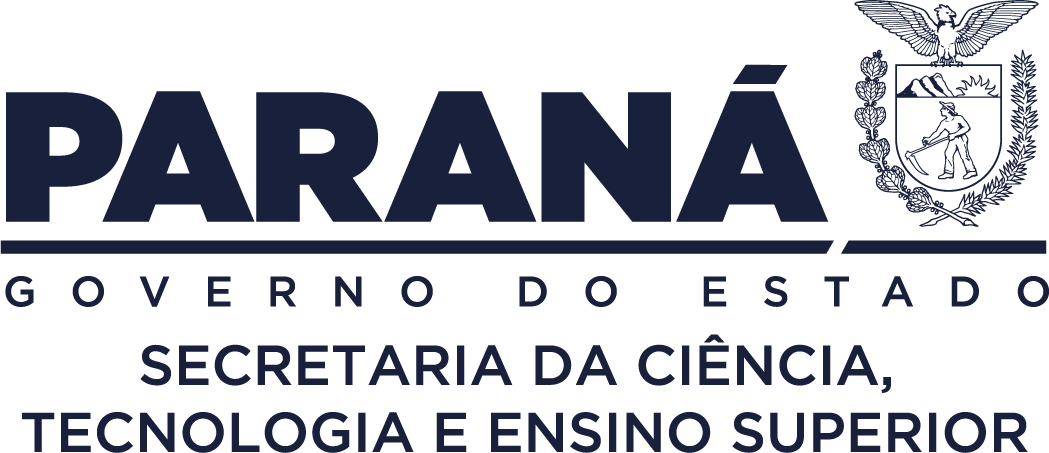 PARANÁ
GOVERNO DO ESTADO
SECRETARIA DA CIÊNCIA,
TECNOLOGIA E ENSINO SUPERIOR